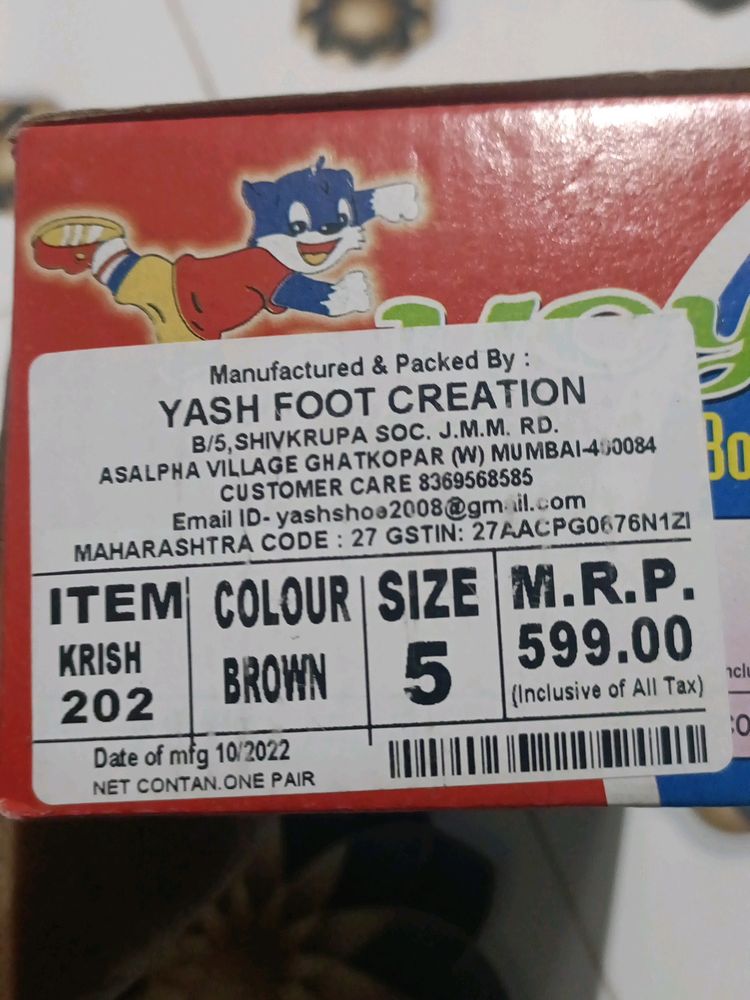 Manufactured & Packed By :
YASH FOOT CREATION
B/5,SHIVKRUPA SOC. J.M.M. RD.
ASALPHA VILLAGE GHATKOPAR (W) MUMBAI-400084
CUSTOMER CARE 8369568585
Email ID- yashshoe2008@gmail.com
MAHARASHTRA CODE : 27 GSTIN: 27AACPG0676N1ZI
ITEM COLOUR SIZE M.R.P.
KRISH 202 BROWN 5 599.00
(Inclusive of All Tax)
Date of mfg 10/2022
NET CONTAN.ONE PAIR